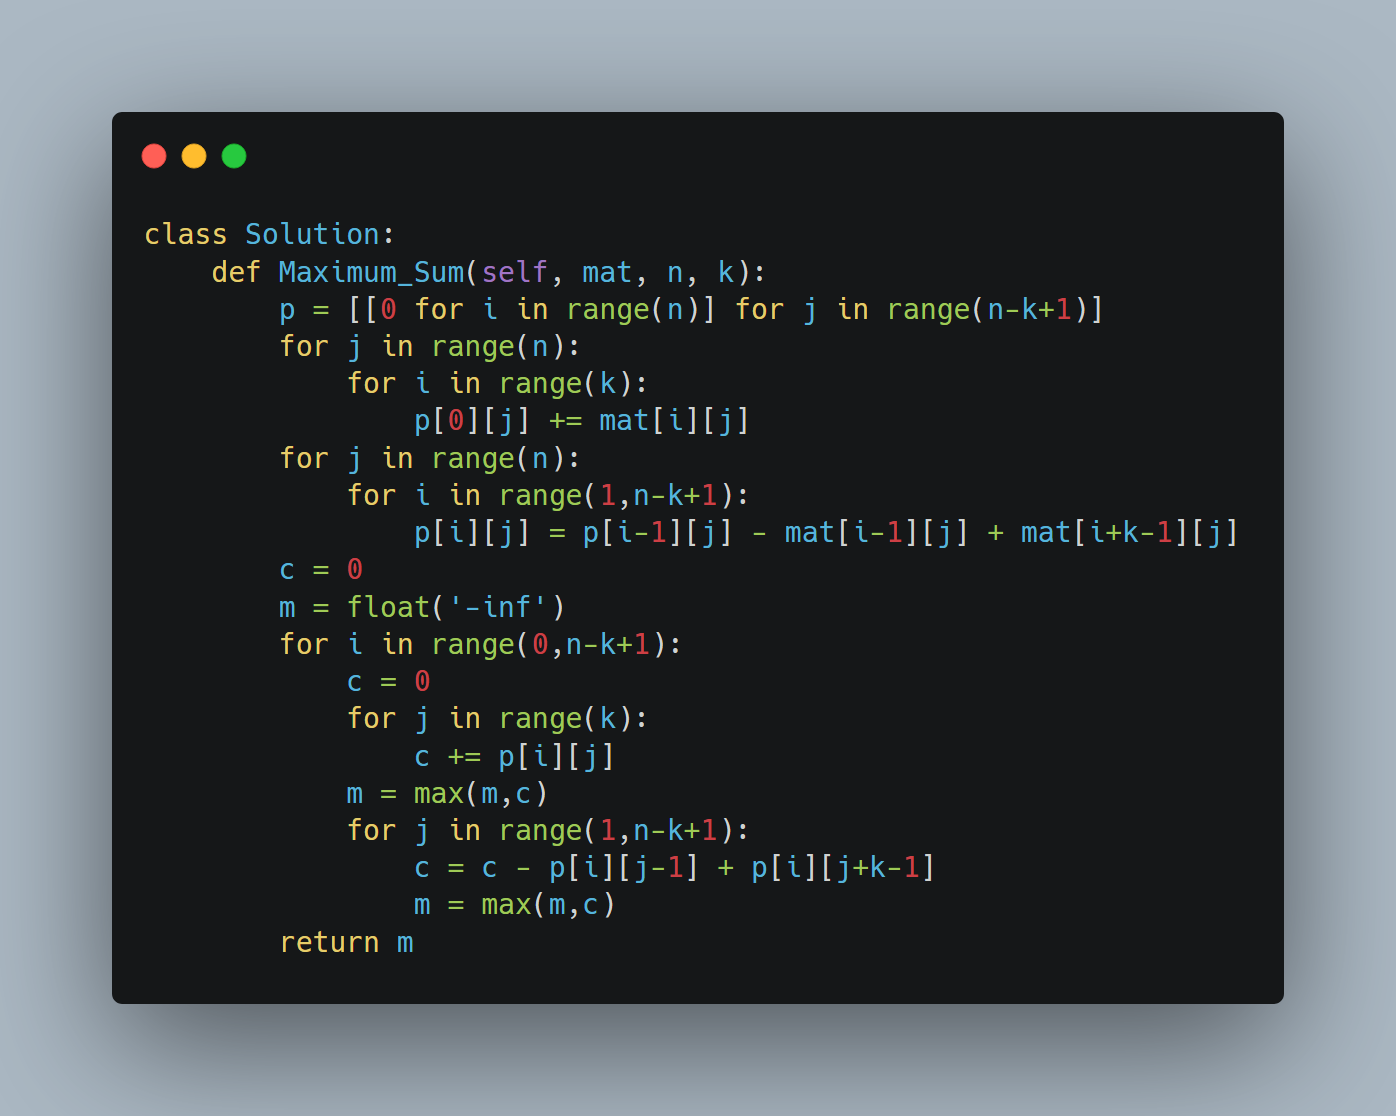 class Solution:
    def Maximum_Sum(self, mat, n, k):
        p = [[0 for i in range(n)] for j in range(n-k+1)]
        for j in range(n):
            for i in range(k):
                p[0][j] += mat[i][j]
        for j in range(n):
            for i in range(1,n-k+1):
                p[i][j] = p[i-1][j] - mat[i-1][j] + mat[i+k-1][j]
        c = 0
        m = float('-inf')
        for i in range(0,n-k+1):
            c = 0
            for j in range(k):
                c += p[i][j]
            m = max(m,c)
            for j in range(1,n-k+1):
                c = c - p[i][j-1] + p[i][j+k-1]
                m = max(m,c)
        return m